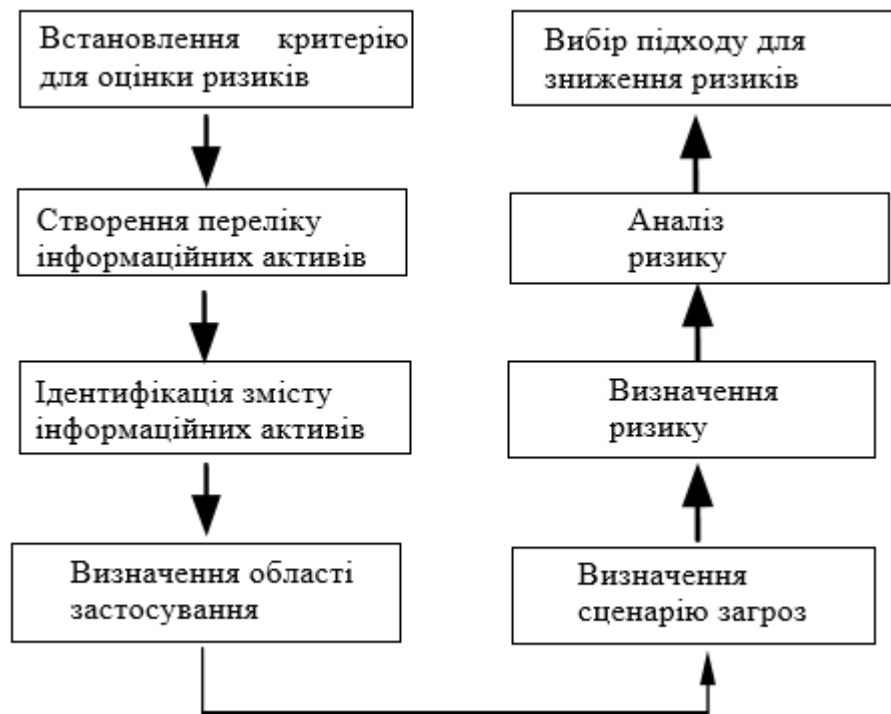 Встановлення критерію
для оцінки ризиків
Створення переліку
інформаційних активів
Ідентифікація змісту
інформаційних активів
Визначення області
застосування
Визначення
сценарію загроз
Визначення
ризику
Аналіз
ризику
Вибір підходу для
зниження ризиків